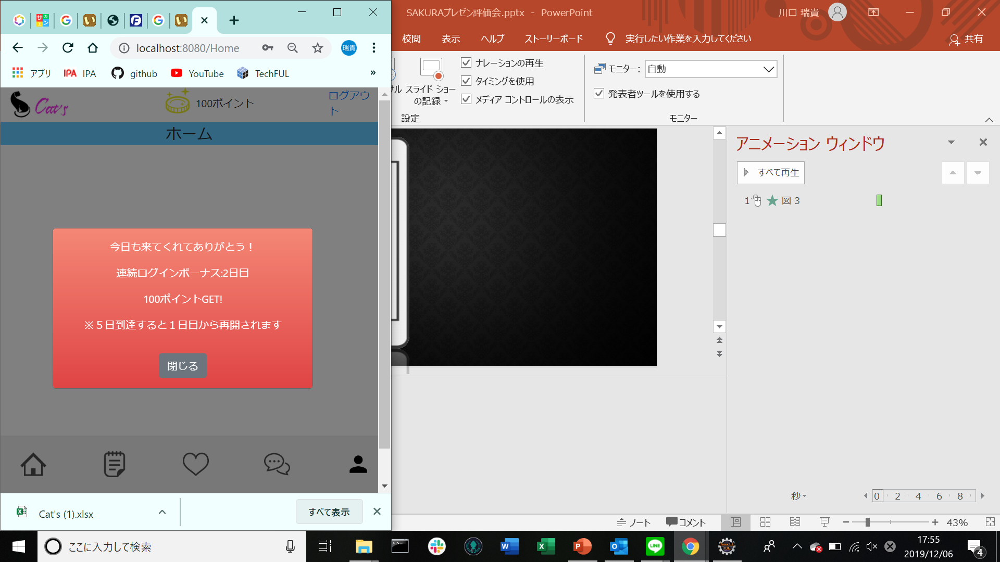 SAKURAプレゼン評価会.pptx - PowerPoint
川口 瑞貴
校閲 表示 ヘルプ ストーリーボード 実行したい作業を入力してください
共有
localhost:8080/Home
瑞貴
アプリ IPA IPA github YouTube TechFUL »
サル スライド ショー
の記録
ナレーションの再生
タイミングを使用
メディア コントロールの表示
設定
モニター: 自動
発表者ツールを使用する
モニター
Cat's
100ポイント
ログアウ
ト
ホーム
今日も来てくれてありがとう！
連続ログインボーナス:2日目
100ポイントGET!
※５日到達すると１日目から再開されます
閉じる
アニメーション ウィンドウ
すべて再生
1 図 3
秒 0 2 4 6 8
Cat's (1).xlsx
すべて表示
ノート コメント 43%
ここに入力して検索
LINE
Java EE
IDE
17:55
2019/12/06
4